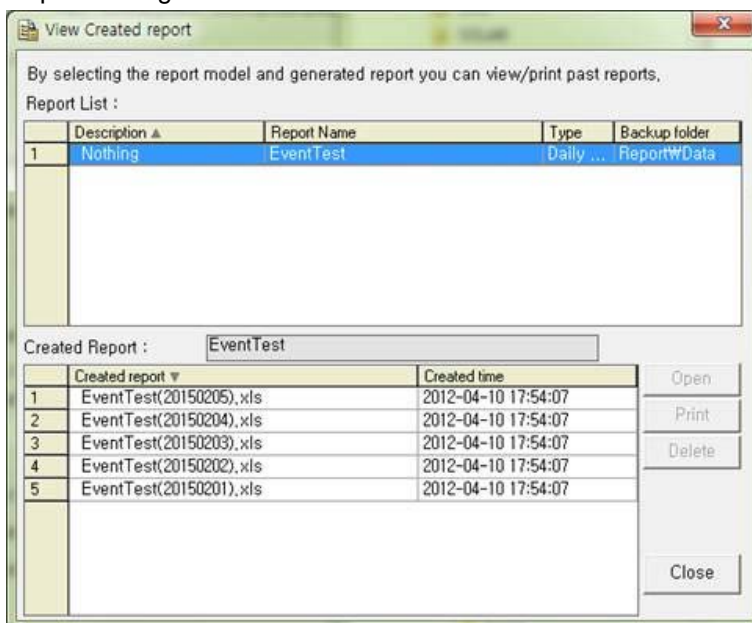 View Created report
By selecting the report model and generated report you can view/print past reports,
Report List :
Description Report Name Type Backup folder
1 Nothing EventTest Daily ... Report₩Data
Created Report : EventTest
Created report Created time
1 EventTest(20150205),xls 2012-04-10 17:54:07
2 EventTest(20150204),xls 2012-04-10 17:54:07
3 EventTest(20150203),xls 2012-04-10 17:54:07
4 EventTest(20150202),xls 2012-04-10 17:54:07
5 EventTest(20150201),xls 2012-04-10 17:54:07
Open
Print
Delete
Close